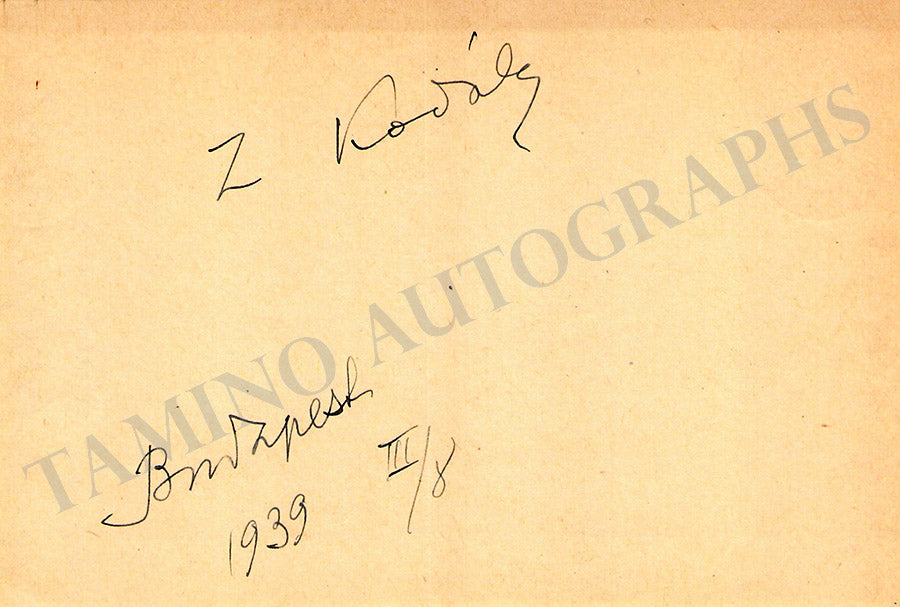 Z Kodály
TAMINO AUTOGRAPHS
Budapest
1939 III/8